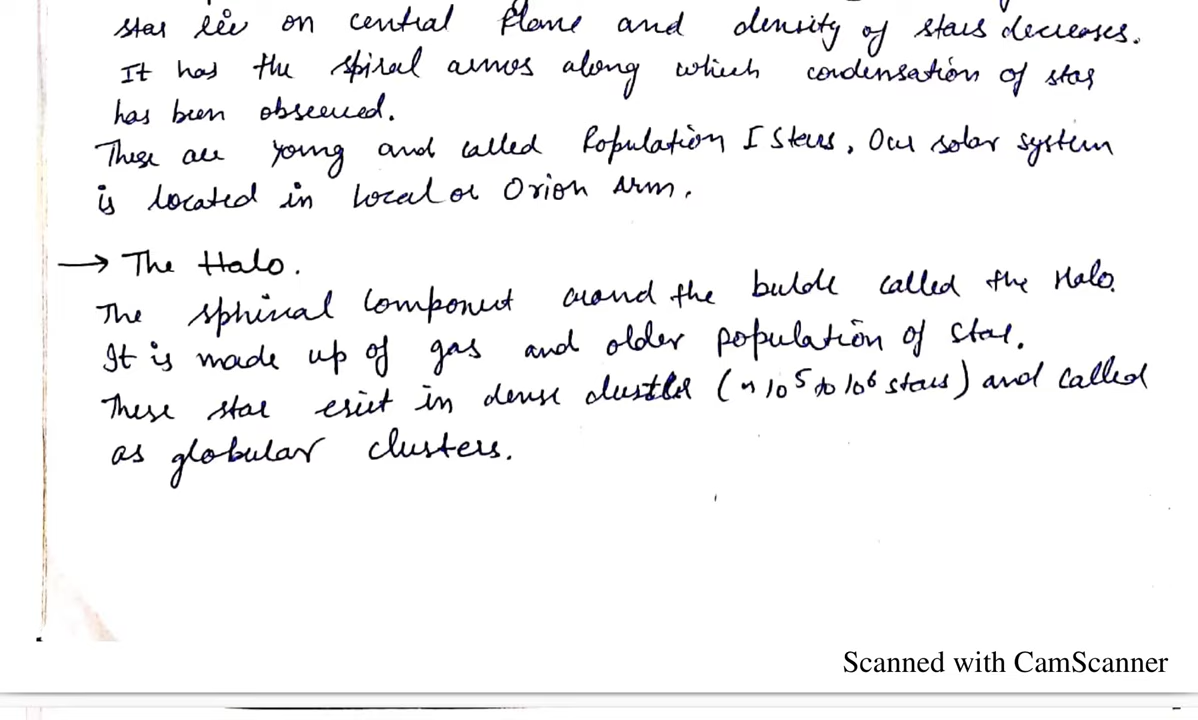 star lie on central plane and density of stars decreases.
It has the spiral armes along which condensation of star
has been observed.
These are young and called Population I Stars, Our solar system
is located in Local or Orion Arm.
→ The Halo.
The sphirical component around the buldle called the Halo.
It is made up of gas and older population of star.
These star exist in dense cluster (~ 10⁵ to 10⁶ stars) and called
as globular clusters.
Scanned with CamScanner